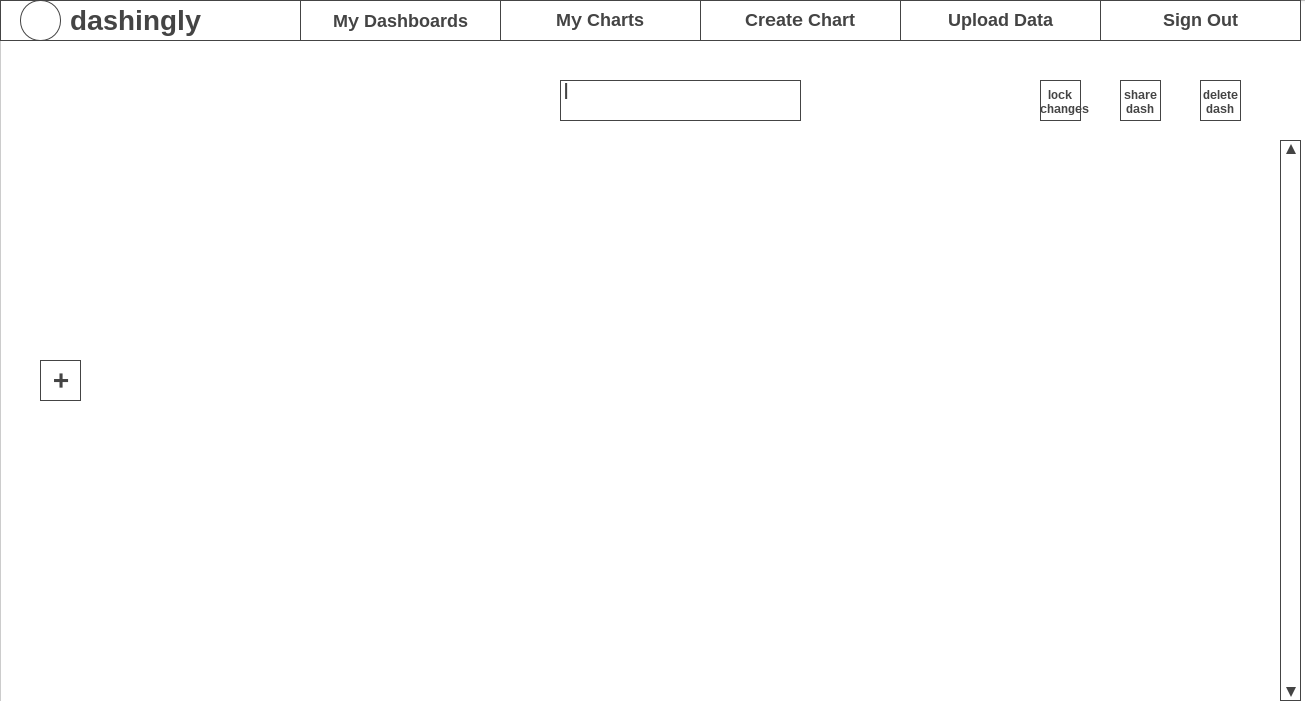 dashingly
My Dashboards
My Charts
Create Chart
Upload Data
Sign Out
lock
changes
share
dash
delete
dash
+